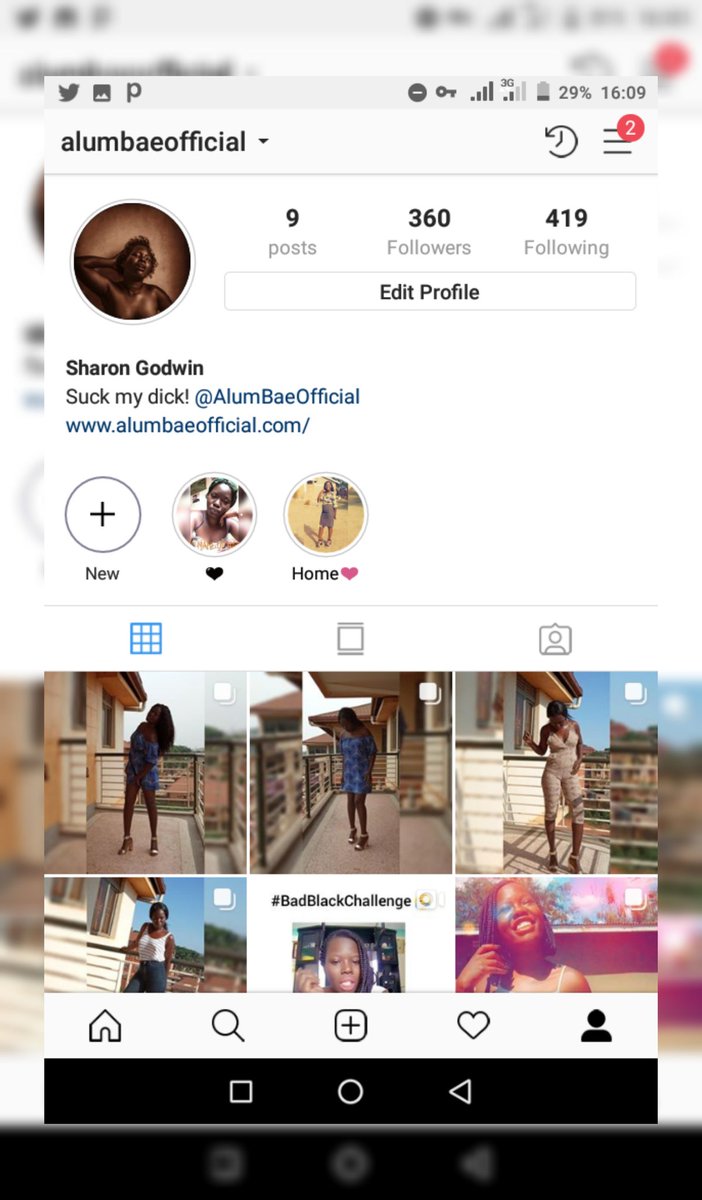 3G
29% 16:09
alumbaeofficial
2
9 360 419
posts Followers Following
Edit Profile
Sharon Godwin
Suck my dick! @AlumBaeOfficial
www.alumbaeofficial.com/
New 🖤 Home💗
#BadBlackChallenge